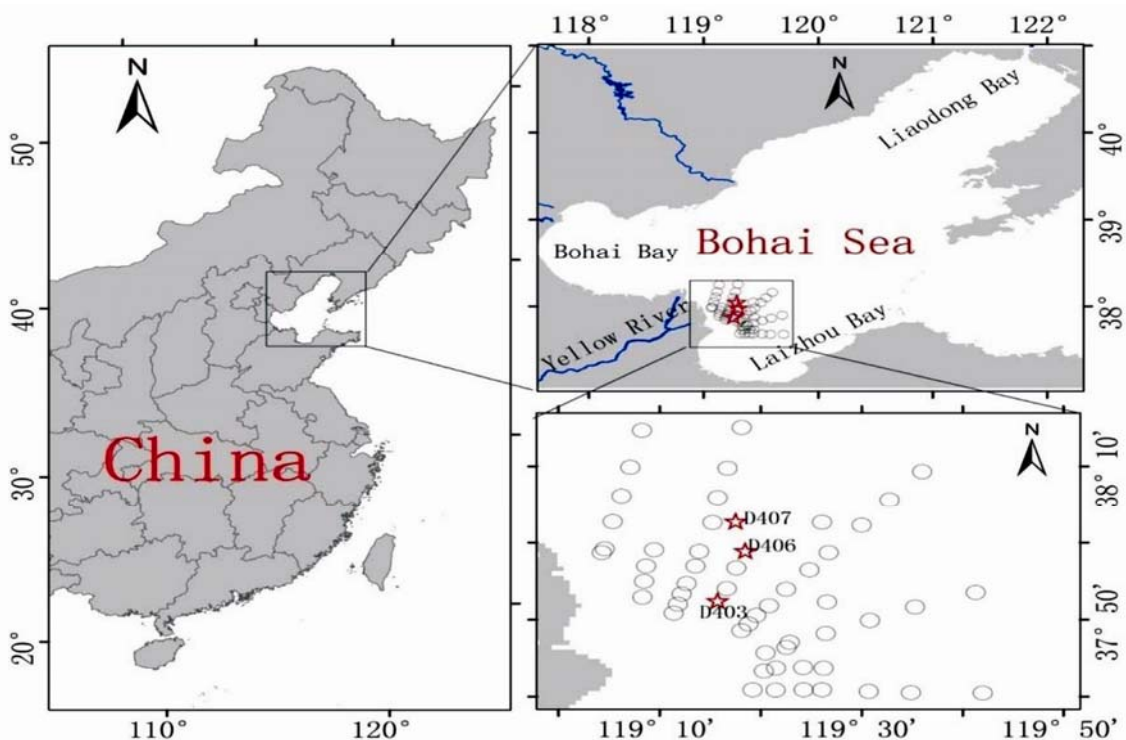 118° 119° 120° 121° 122°
N
N
50°
40°
30°
20°
China
110° 120°
Liaodong Bay
Bohai Bay
Bohai Sea
Yellow River
Laizhou Bay
40°
39°
38°
N
38° 10'
D407
D406
D403
37° 50'
119° 10' 119° 30' 119° 50'